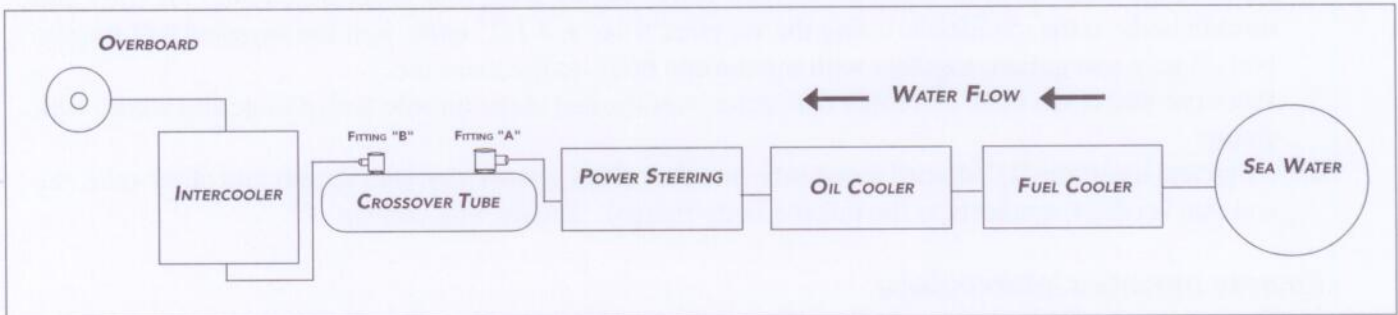 OVERBOARD
WATER FLOW
FITTING "B"
FITTING "A"
INTERCOOLER
CROSSOVER TUBE
POWER STEERING
OIL COOLER
FUEL COOLER
SEA WATER